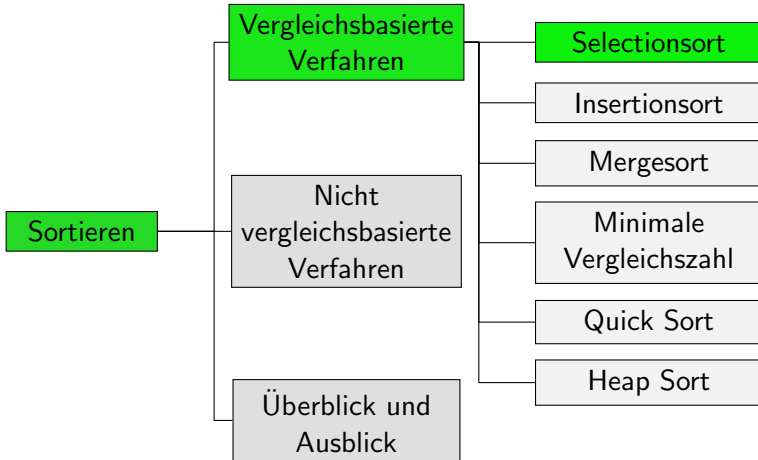 Sortieren
Vergleichsbasierte
Verfahren
Nicht
vergleichsbasierte
Verfahren
Überblick und
Ausblick
Selectionsort
Insertionsort
Mergesort
Minimale
Vergleichszahl
Quick Sort
Heap Sort